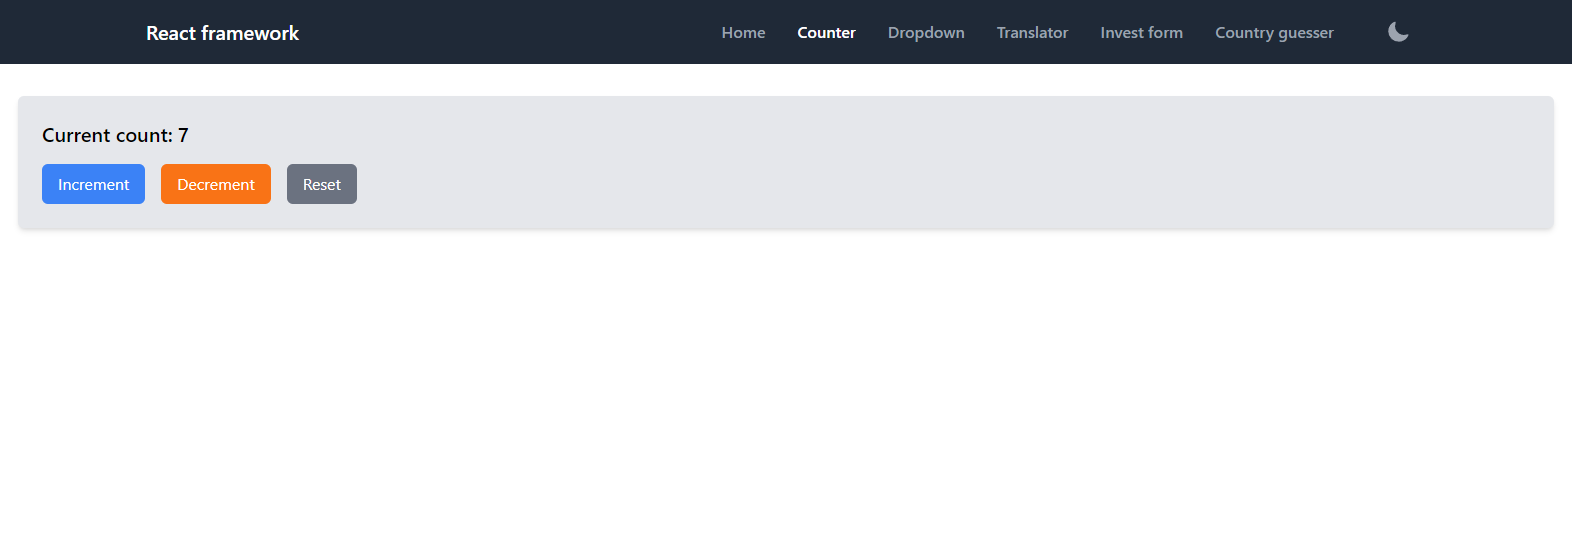 React framework Home Counter Dropdown Translator Invest form Country guesser
Current count: 7
Increment Decrement Reset